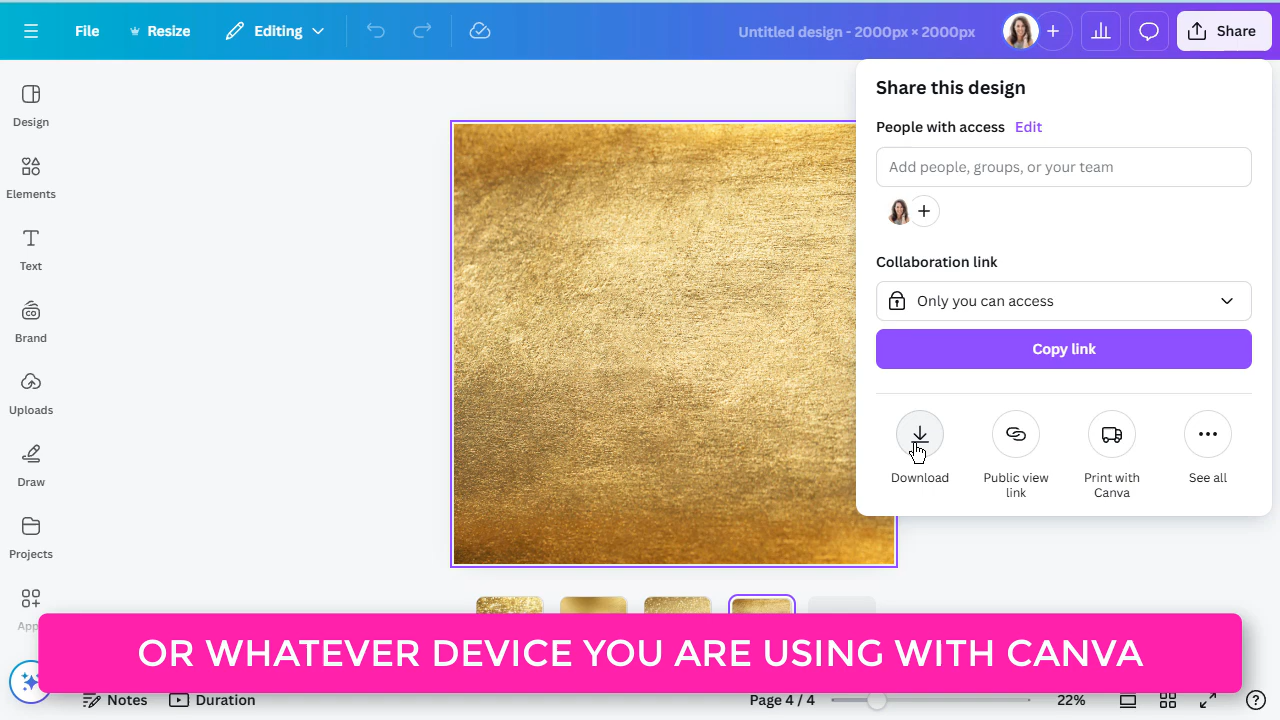 File
Resize
Editing
Untitled design - 2000px × 2000px
Share
Design
Elements
Text
Brand
Uploads
Draw
Projects
Apps
Share this design
People with access Edit
Add people, groups, or your team
Collaboration link
Only you can access
Copy link
Download
Public view
link
Print with
Canva
See all
OR WHATEVER DEVICE YOU ARE USING WITH CANVA
Notes
Duration
Page 4 / 4
22%